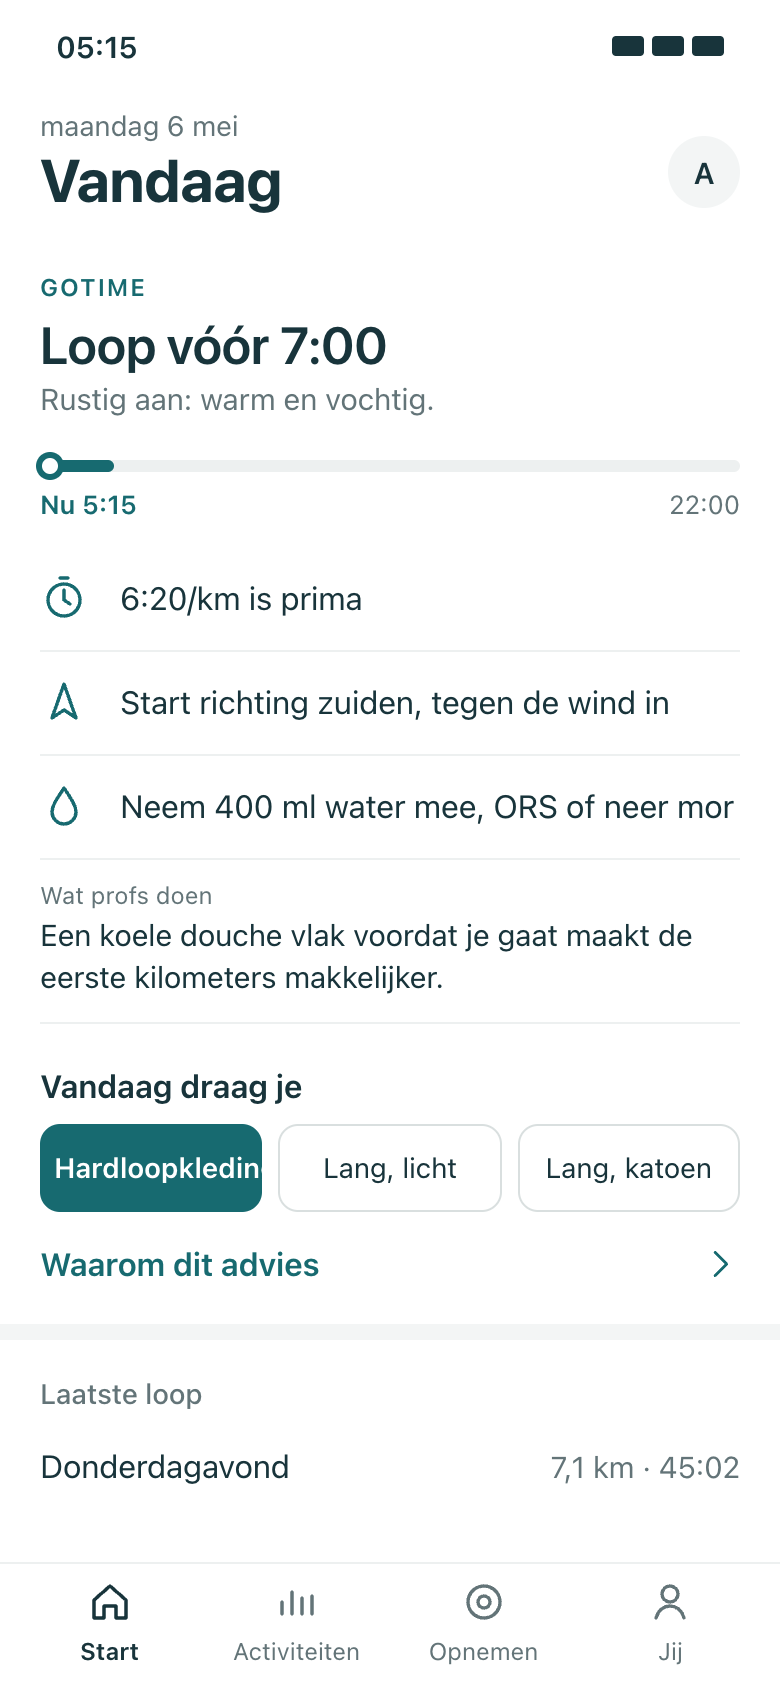 05:15
maandag 6 mei
Vandaag
A
GOTIME
Loop vóór 7:00
Rustig aan: warm en vochtig.
Nu 5:15
22:00
6:20/km is prima
Start richting zuiden, tegen de wind in
Neem 400 ml water mee, ORS of neer mor
Wat profs doen
Een koele douche vlak voordat je gaat maakt de
eerste kilometers makkelijker.
Vandaag draag je
Hardloopkledin
Lang, licht
Lang, katoen
Waarom dit advies
Laatste loop
Donderdagavond
7,1 km · 45:02
Start
Activiteiten
Opnemen
Jij